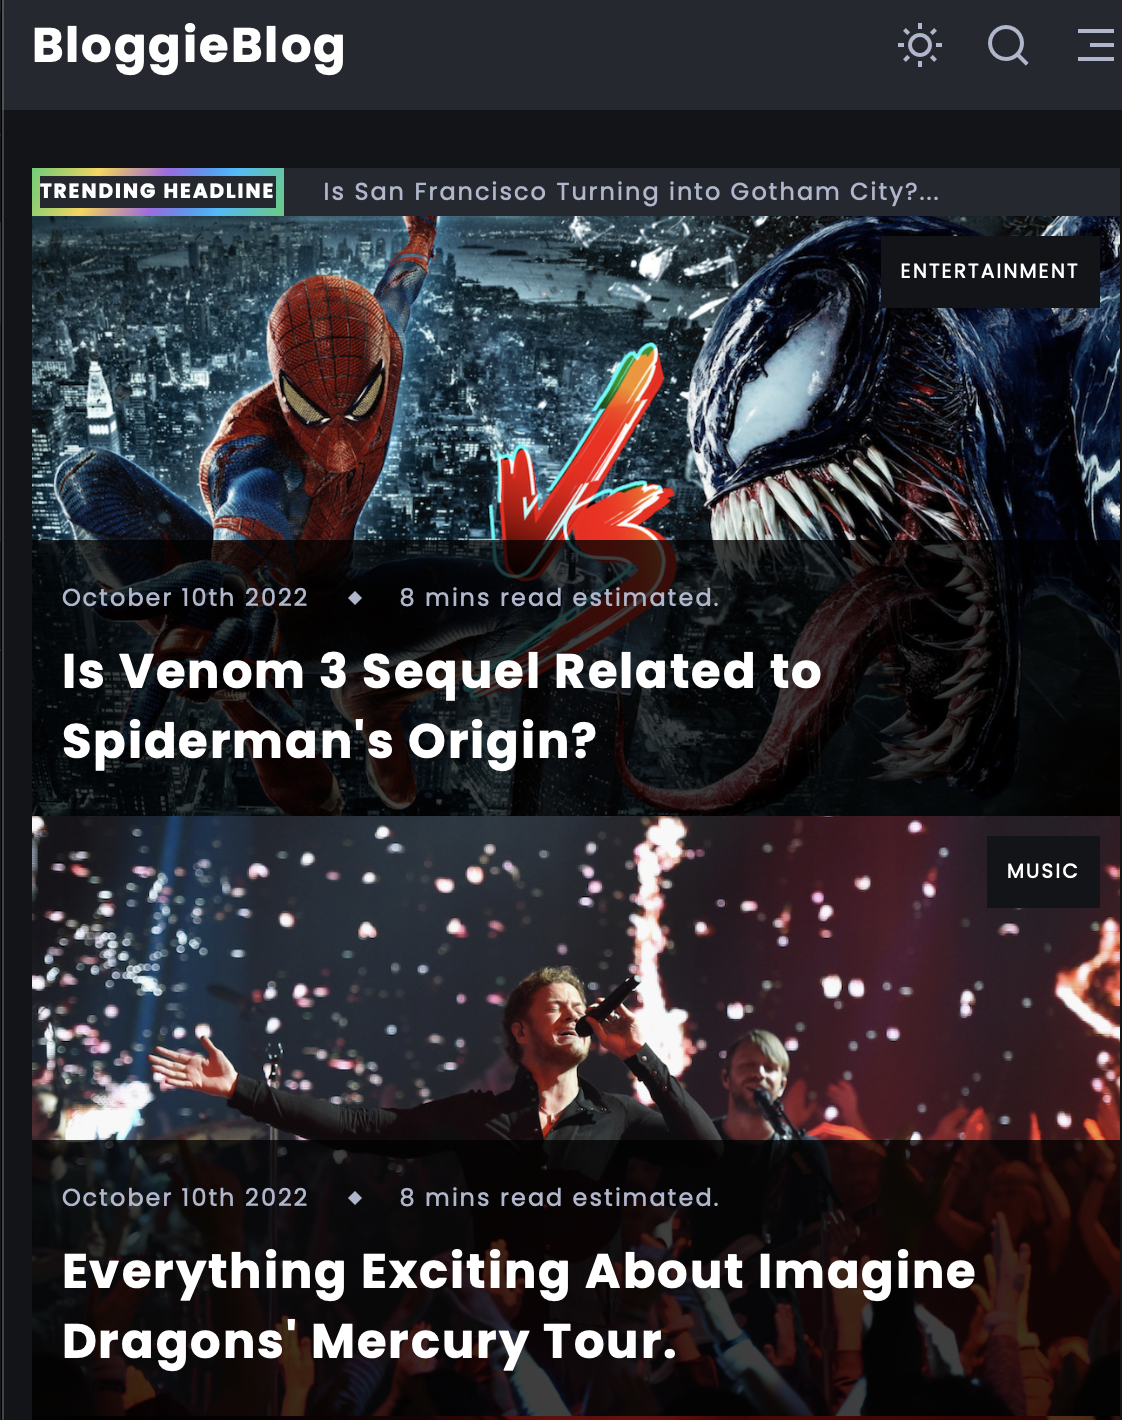 BloggieBlog
TRENDING HEADLINE
Is San Francisco Turning into Gotham City?...
ENTERTAINMENT
VS
October 10th 2022 ◆ 8 mins read estimated.
Is Venom 3 Sequel Related to
Spiderman's Origin?
MUSIC
October 10th 2022 ◆ 8 mins read estimated.
Everything Exciting About Imagine
Dragons' Mercury Tour.